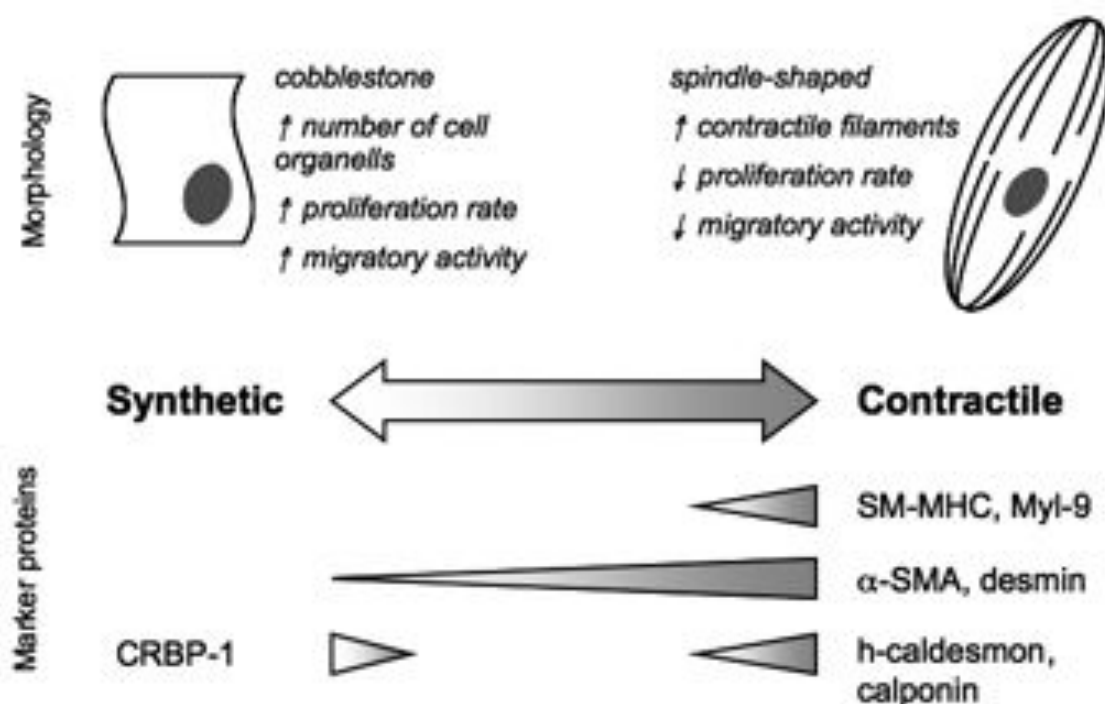 Morphology
cobblestone
↑ number of cell
organells
↑ proliferation rate
↑ migratory activity
spindle-shaped
↑ contractile filaments
↓ proliferation rate
↓ migratory activity
Synthetic
Contractile
Marker proteins
SM-MHC, Myl-9
α-SMA, desmin
CRBP-1
h-caldesmon,
calponin